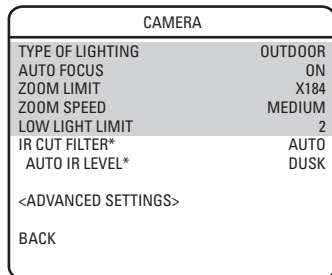 CAMERA
TYPE OF LIGHTING OUTDOOR
AUTO FOCUS ON
ZOOM LIMIT X184
ZOOM SPEED MEDIUM
LOW LIGHT LIMIT 2
IR CUT FILTER* AUTO
AUTO IR LEVEL* DUSK
<ADVANCED SETTINGS>
BACK